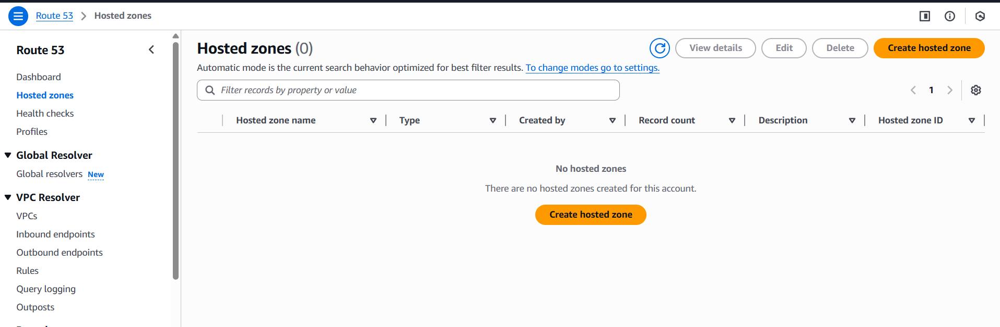 Route 53 > Hosted zones
Route 53
Dashboard
Hosted zones
Health checks
Profiles
Global Resolver
Global resolvers New
VPC Resolver
VPCs
Inbound endpoints
Outbound endpoints
Rules
Query logging
Outposts
Hosted zones (0)
View details
Edit
Delete
Create hosted zone
Automatic mode is the current search behavior optimized for best filter results. To change modes go to settings.
Filter records by property or value
1
Hosted zone name
Type
Created by
Record count
Description
Hosted zone ID
No hosted zones
There are no hosted zones created for this account.
Create hosted zone